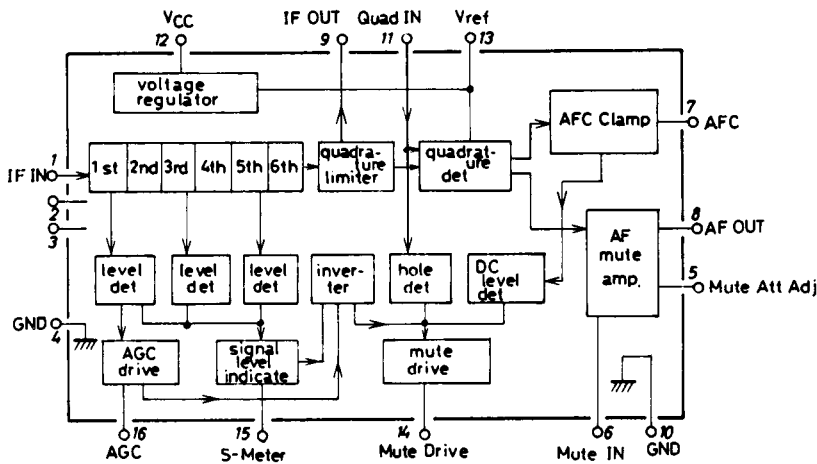 VCC
12
IF OUT
9
Quad IN
11
Vref
13
voltage
regulator
AFC Clamp
7
AFC
1
IF IN
1st 2nd 3rd 4th 5th 6th
quadra-
ture
limiter
quadrat-
ure
det
2
3
8
AF OUT
AF
mute
amp.
5
Mute Att Adj
level
det
level
det
level
det
inver-
ter
hole
det
DC
level
det
GND
4
AGC
drive
signal
level
indicate
mute
drive
16
AGC
15
S-Meter
14
Mute Drive
6
Mute IN
10
GND